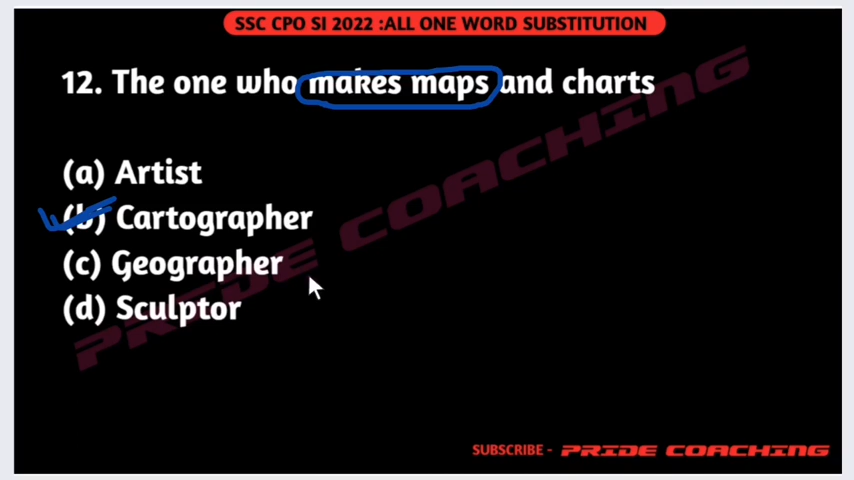 SSC CPO SI 2022 :ALL ONE WORD SUBSTITUTION
12. The one who makes maps and charts
(a) Artist
(b) Cartographer
(c) Geographer
(d) Sculptor
PRIDE COACHING
SUBSCRIBE - PRIDE COACHING